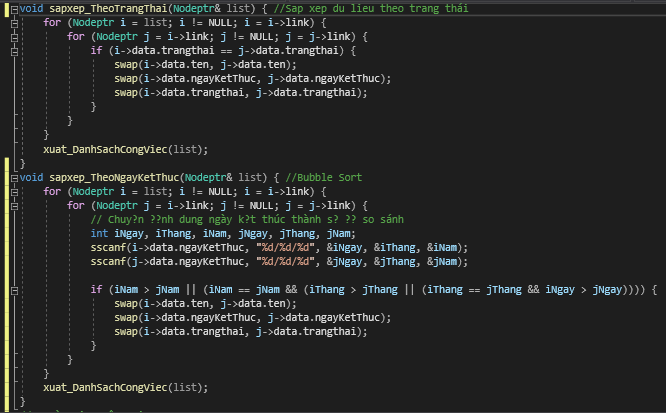 void sapxep_TheoTrangThai(Nodeptr& list) { //Sap xep du lieu theo trang thái
for (Nodeptr i = list; i != NULL; i = i->link) {
for (Nodeptr j = i->link; j != NULL; j = j->link) {
if (i->data.trangthai == j->data.trangthai) {
swap(i->data.ten, j->data.ten);
swap(i->data.ngayKetThuc, j->data.ngayKetThuc);
swap(i->data.trangthai, j->data.trangthai);
}
}
}
xuat_DanhSachCongViec(list);
}
void sapxep_TheoNgayKetThuc(Nodeptr& list) { //Bubble Sort
for (Nodeptr i = list; i != NULL; i = i->link) {
for (Nodeptr j = i->link; j != NULL; j = j->link) {
// Chuy?n ??nh dung ngày k?t thúc thành s? ?? so sánh
int iNgay, iThang, iNam, jNgay, jThang, jNam;
sscanf(i->data.ngayKetThuc, "%d/%d/%d", &iNgay, &iThang, &iNam);
sscanf(j->data.ngayKetThuc, "%d/%d/%d", &jNgay, &jThang, &jNam);
if (iNam > jNam || (iNam == jNam && (iThang > jThang || (iThang == jThang && iNgay > jNgay)))) {
swap(i->data.ten, j->data.ten);
swap(i->data.ngayKetThuc, j->data.ngayKetThuc);
swap(i->data.trangthai, j->data.trangthai);
}
}
}
xuat_DanhSachCongViec(list);
}